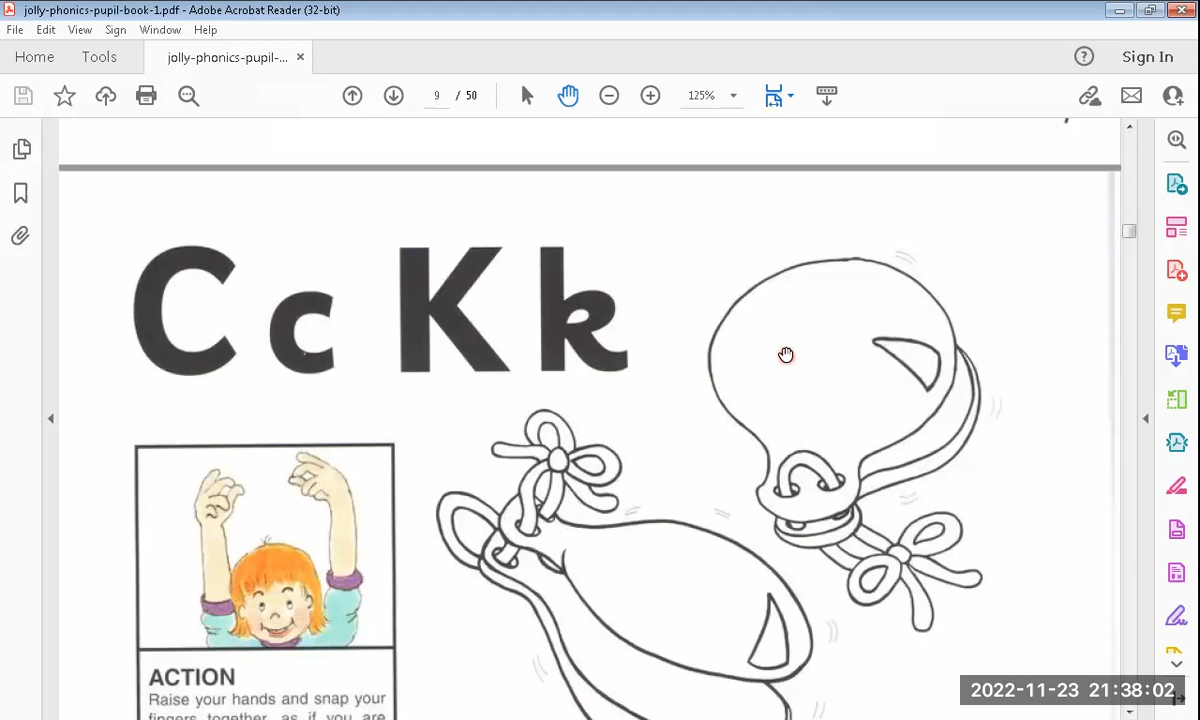 jolly-phonics-pupil-book-1.pdf - Adobe Acrobat Reader (32-bit)
File Edit View Sign Window Help
Home Tools jolly-phonics-pupil-... × Sign In
9 / 50 125%
C c K k
ACTION
Raise your hands and snap your
fingers together, as if you are
2022-11-23 21:38:02